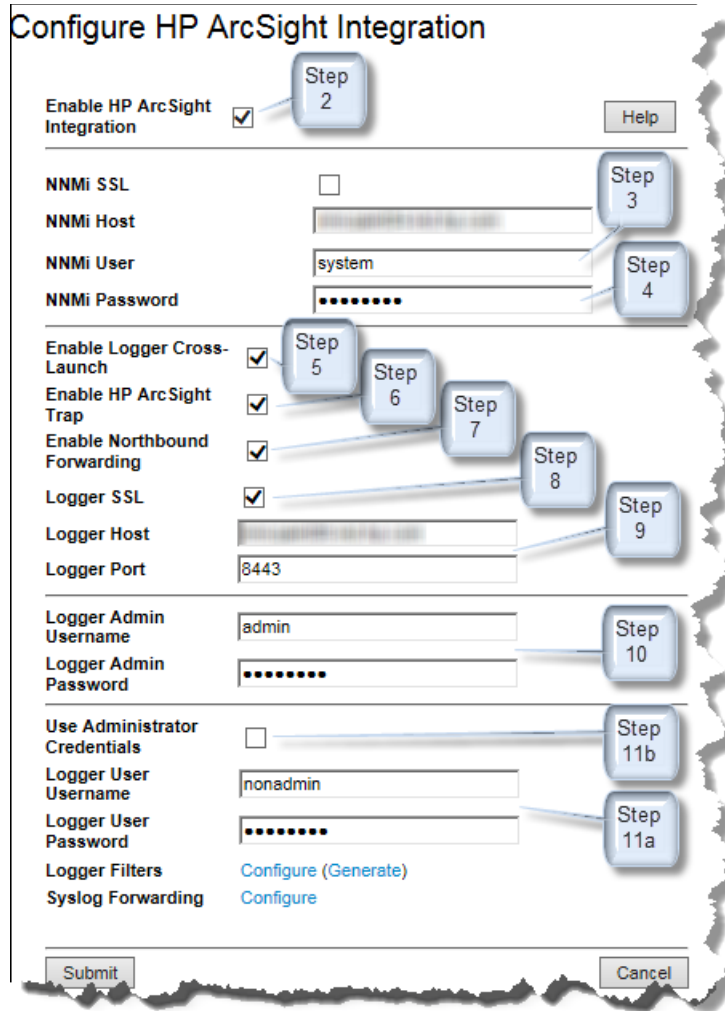 Configure HP ArcSight Integration
Step
2
Enable HP ArcSight
Integration
Help
NNMi SSL
Step
3
NNMi Host
NNMi User
system
Step
4
NNMi Password
••••••••
Enable Logger Cross-
Launch
Step
5
Enable HP ArcSight
Trap
Step
6
Enable Northbound
Forwarding
Step
7
Logger SSL
Step
8
Logger Host
Step
9
Logger Port
8443
Logger Admin
Username
admin
Step
10
Logger Admin
Password
••••••••
Use Administrator
Credentials
Step
11b
Logger User
Username
nonadmin
Logger User
Password
••••••••
Step
11a
Logger Filters
Configure (Generate)
Syslog Forwarding
Configure
Submit
Cancel